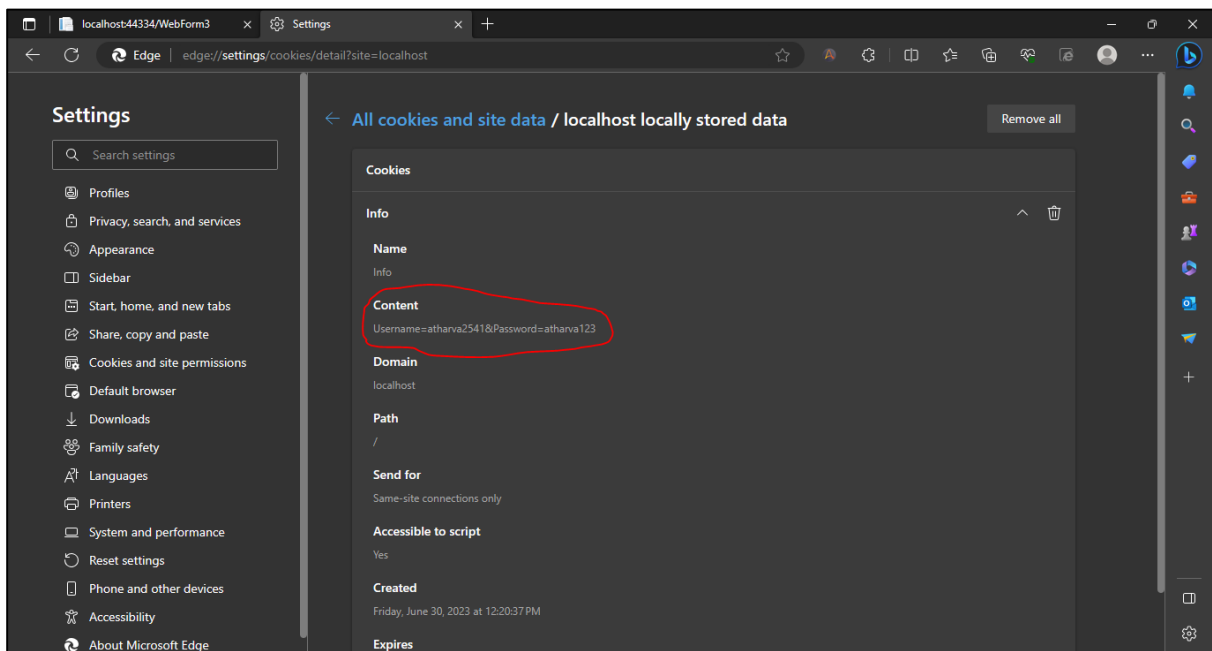 localhost:44334/WebForm3
Settings
Edge
edge://settings/cookies/detail?site=localhost
Settings
Search settings
Profiles
Privacy, search, and services
Appearance
Sidebar
Start, home, and new tabs
Share, copy and paste
Cookies and site permissions
Default browser
Downloads
Family safety
Languages
Printers
System and performance
Reset settings
Phone and other devices
Accessibility
About Microsoft Edge
All cookies and site data / localhost locally stored data
Remove all
Cookies
Info
Name
Info
Content
Username=atharva2541&Password=atharva123
Domain
localhost
Path
/
Send for
Same-site connections only
Accessible to script
Yes
Created
Friday, June 30, 2023 at 12:20:37 PM
Expires